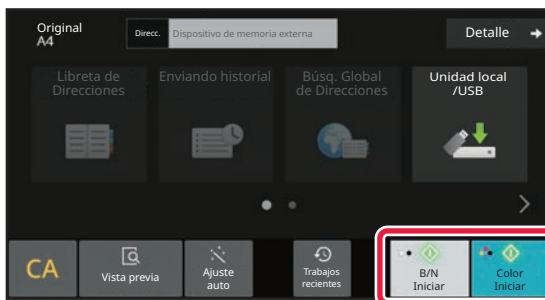 Original
A4
Direcc.
Dispositivo de memoria externa
Detalle
Libreta de
Direcciones
Enviando historial
Búsq. Global
de Direcciones
Unidad local
/USB
CA
Vista previa
Ajuste
auto
Trabajos
recientes
B/N
Iniciar
Color
Iniciar